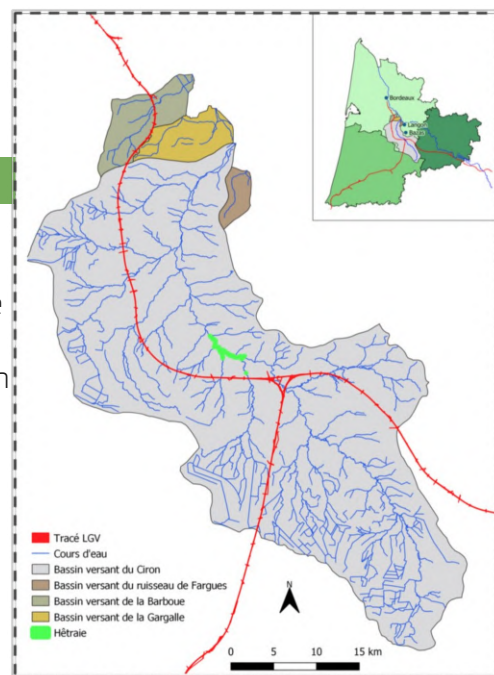 Bordeaux
Langon
Bazas
e
n
Tracé LGV
Cours d'eau
Bassin versant du Ciron
Bassin versant du ruisseau de Fargues
Bassin versant de la Barboue
Bassin versant de la Gargalle
Hêtraie
N
0 5 10 15 km